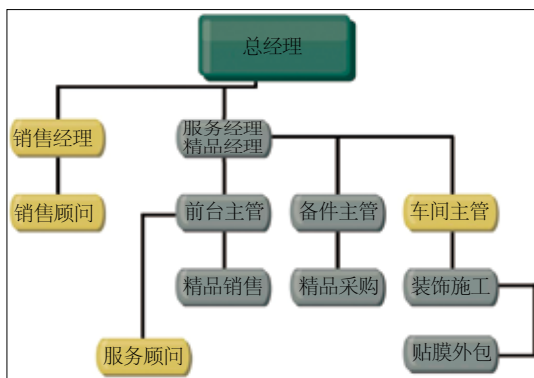 总经理
销售经理
服务经理
精品经理
销售顾问
前台主管
备件主管
车间主管
精品销售
精品采购
装饰施工
服务顾问
贴膜外包